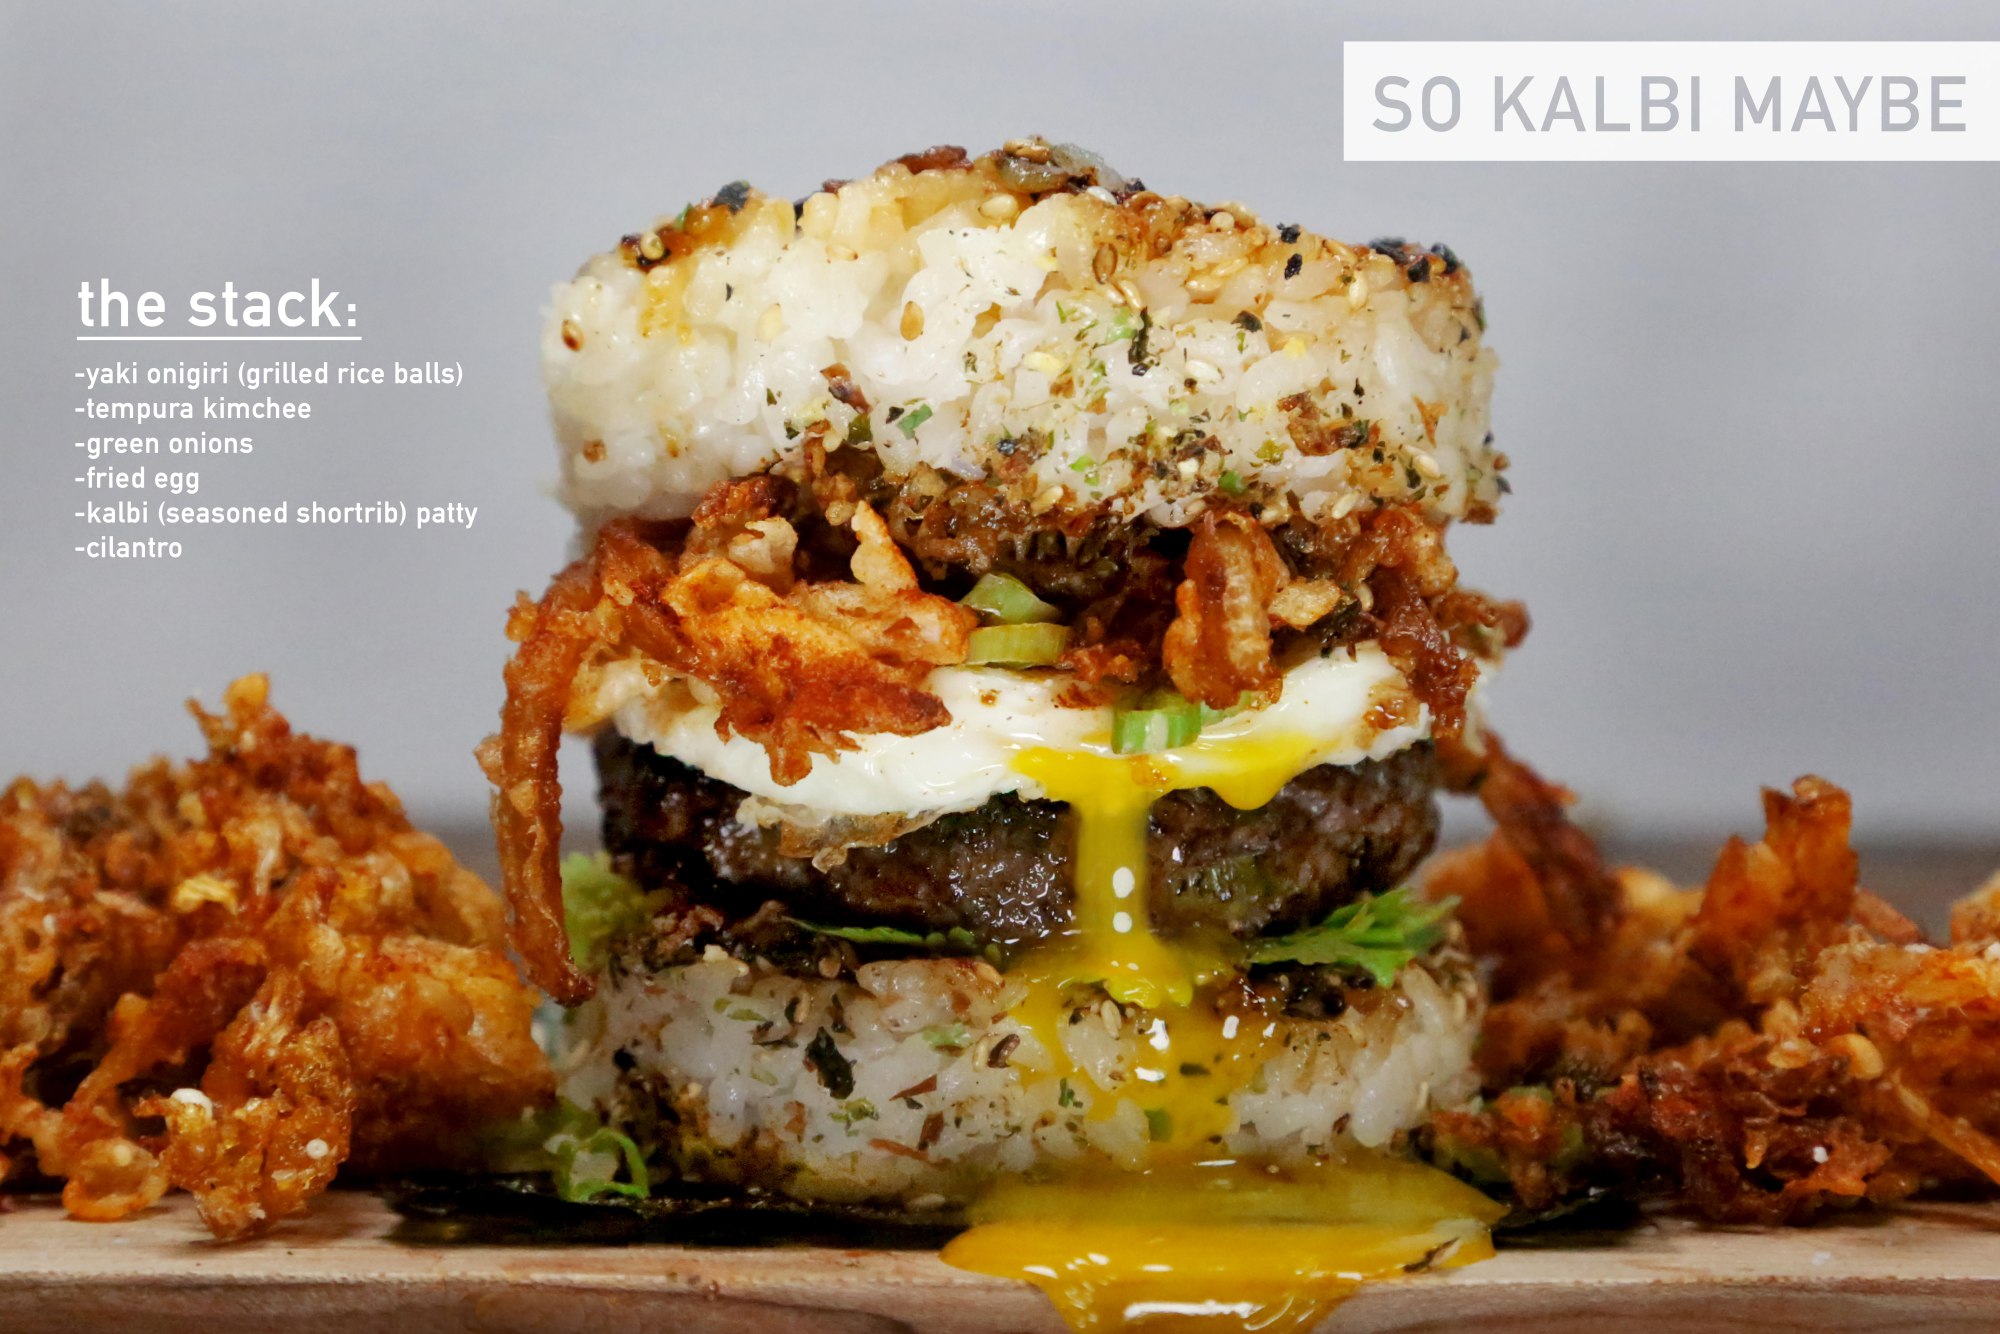 SO KALBI MAYBE
the stack:
-yaki onigiri (grilled rice balls)
-tempura kimchee
-green onions
-fried egg
-kalbi (seasoned shortrib) patty
-cilantro